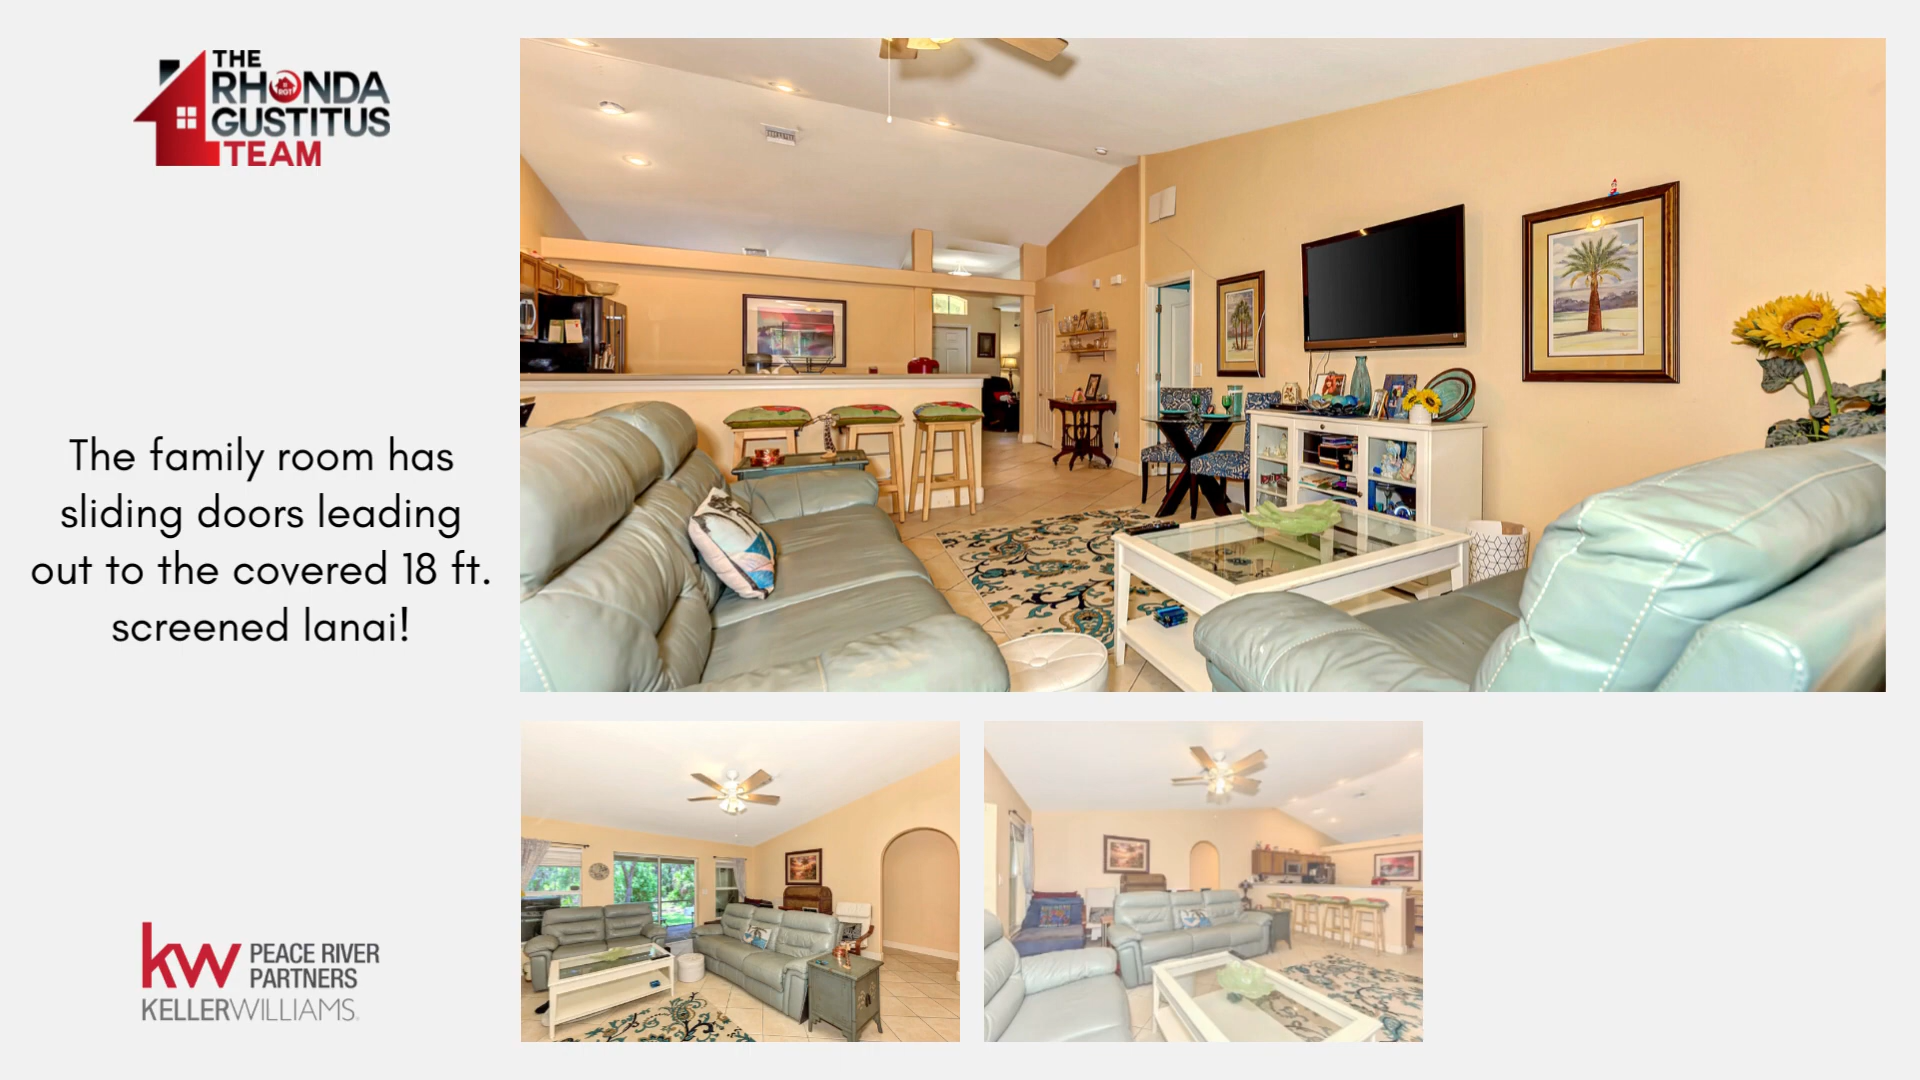 THE
RHONDA
GUSTITUS
TEAM
The family room has
sliding doors leading
out to the covered 18 ft.
screened lanai!
kw PEACE RIVER
PARTNERS
KELLERWILLIAMS.